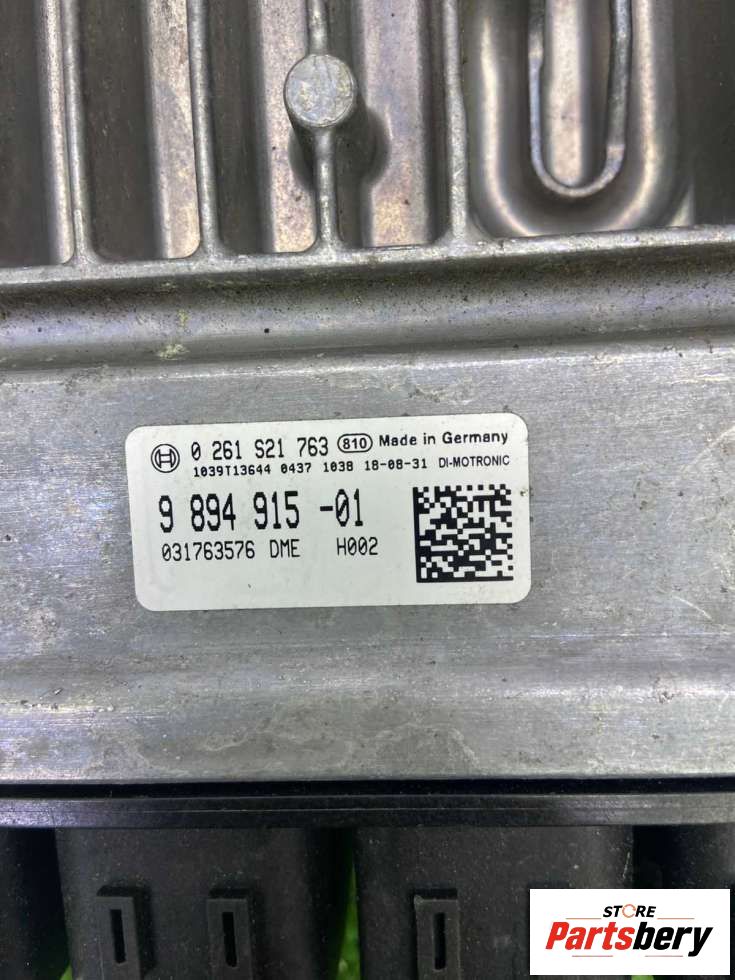 0 261 S21 763 810 Made in Germany
1039T13644 0437 1038 18-08-31 DI-MOTRONIC
9 894 915 -01
031763576 DME H002
STORE
Partsbery